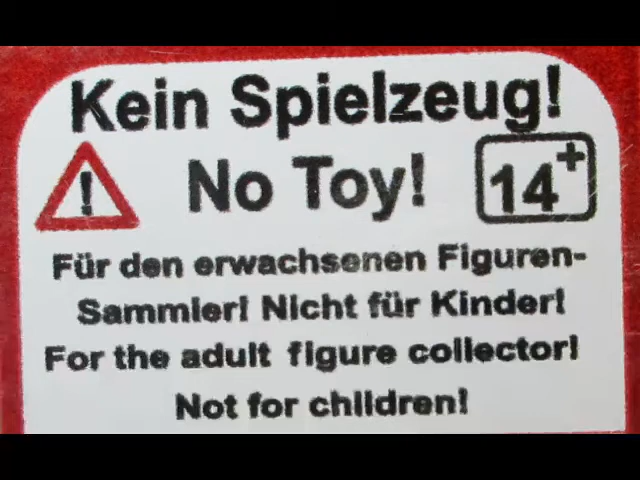 Kein Spielzeug!
! No Toy! 14+
Für den erwachsenen Figuren-
Sammler! Nicht für Kinder!
For the adult figure collector!
Not for children!